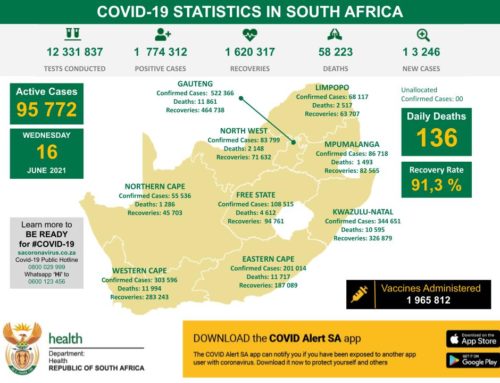 COVID-19 STATISTICS IN SOUTH AFRICA
12 331 837
TESTS CONDUCTED
1 774 312
POSITIVE CASES
1 620 317
RECOVERIES
58 223
DEATHS
1 3 246
NEW CASES
Active Cases
95 772
WEDNESDAY
16
JUNE 2021
GAUTENG
Confirmed Cases: 522 366
Deaths: 11 861
Recoveries: 464 738
LIMPOPO
Confirmed Cases: 68 117
Deaths: 2 517
Recoveries: 63 707
Unallocated
Confirmed Cases: 00
Daily Deaths
136
Recovery Rate
91,3 %
NORTH WEST
Confirmed Cases: 83 799
Deaths: 2 148
Recoveries: 71 632
MPUMALANGA
Confirmed Cases: 86 718
Deaths: 1 493
Recoveries: 82 565
NORTHERN CAPE
Confirmed Cases: 55 536
Deaths: 1 286
Recoveries: 45 703
FREE STATE
Confirmed Cases: 108 515
Deaths: 4 612
Recoveries: 94 761
KWAZULU-NATAL
Confirmed Cases: 344 651
Deaths: 10 595
Recoveries: 326 879
EASTERN CAPE
Confirmed Cases: 201 014
Deaths: 11 717
Recoveries: 187 089
WESTERN CAPE
Confirmed Cases: 303 596
Deaths: 11 994
Recoveries: 283 243
Learn more to
BE READY
for #COVID-19
sacoronavirus.co.za
Covid-19 Public Hotline
0800 029 999
Whatsapp 'Hi' to
0600 123 456
Vaccines Administered
1 965 812
health
Department:
Health
REPUBLIC OF SOUTH AFRICA
DOWNLOAD the COVID Alert SA app
The COVID Alert SA app can notify you if you have been exposed to another app
user with coronavirus. Download it now to protect yourself and others
Download on the
App Store
GET IT ON
Google Play